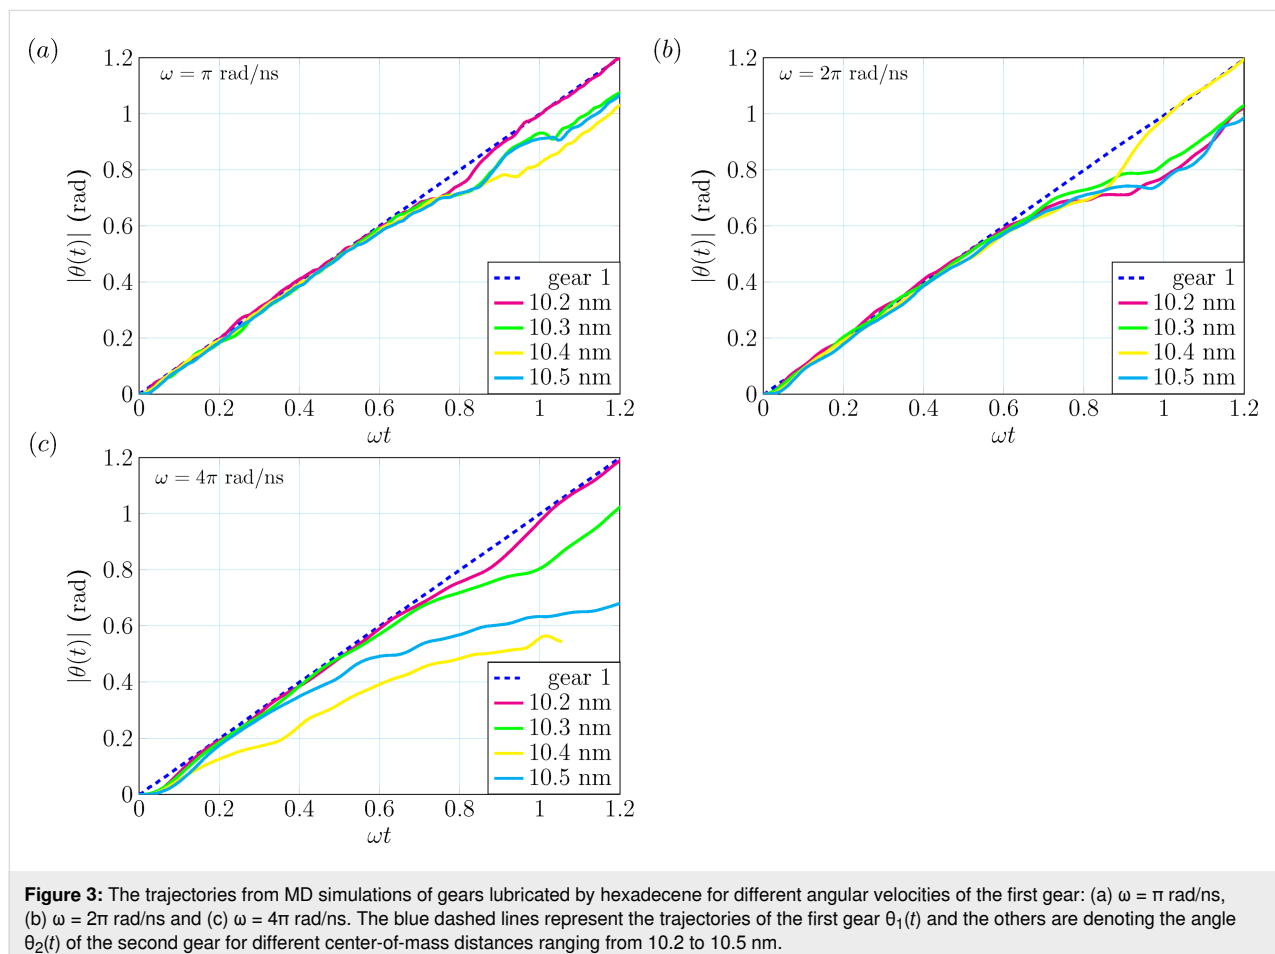 (a)
ω = π rad/ns
|θ(t)| (rad)
1.2
1
0.8
0.6
0.4
0.2
0
gear 1
10.2 nm
10.3 nm
10.4 nm
10.5 nm
0 0.2 0.4 0.6 0.8 1 1.2
ωt
(b)
ω = 2π rad/ns
|θ(t)| (rad)
1.2
1
0.8
0.6
0.4
0.2
0
gear 1
10.2 nm
10.3 nm
10.4 nm
10.5 nm
0 0.2 0.4 0.6 0.8 1 1.2
ωt
(c)
ω = 4π rad/ns
|θ(t)| (rad)
1.2
1
0.8
0.6
0.4
0.2
0
gear 1
10.2 nm
10.3 nm
10.4 nm
10.5 nm
0 0.2 0.4 0.6 0.8 1 1.2
ωt
Figure 3: The trajectories from MD simulations of gears lubricated by hexadecene for different angular velocities of the first gear: (a) ω = π rad/ns,
(b) ω = 2π rad/ns and (c) ω = 4π rad/ns. The blue dashed lines represent the trajectories of the first gear θ₁(t) and the others are denoting the angle
θ₂(t) of the second gear for different center-of-mass distances ranging from 10.2 to 10.5 nm.